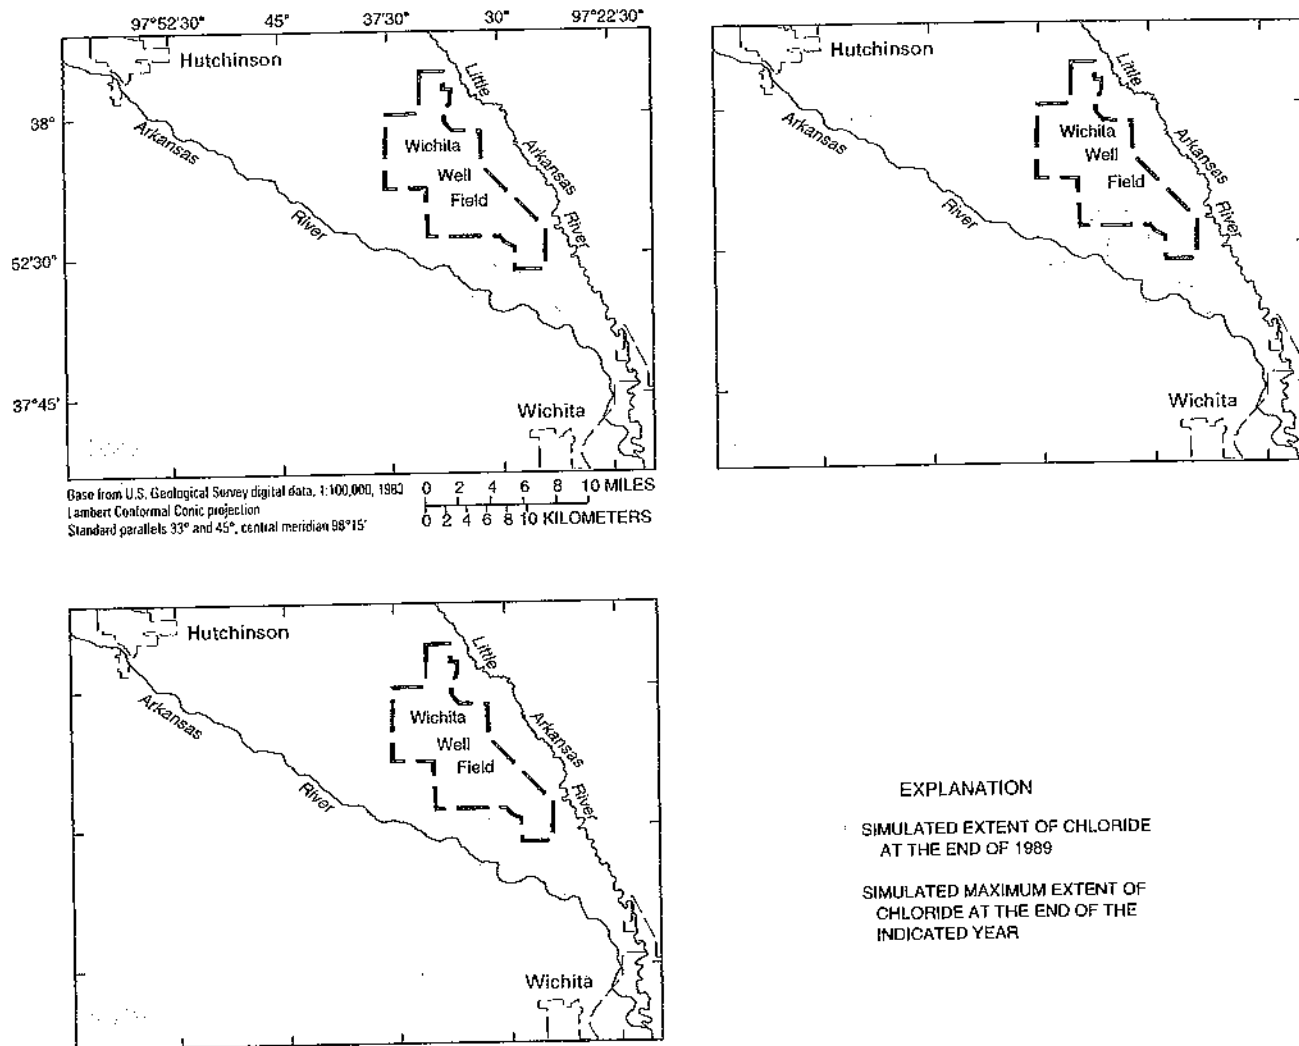 97°52'30" 45° 37'30" 30° 97°22'30"
Hutchinson
Little
38°
Arkansas
Wichita
Well
Field
Arkansas
River
River
52'30"
37°45'
Wichita
Base from U.S. Geological Survey digital data, 1:100,000, 1983
Lambert Conformal Conic projection
Standard parallels 33° and 45°, central meridian 98°15'
0 2 4 6 8 10 MILES
0 2 4 6 8 10 KILOMETERS
Hutchinson
Little
Arkansas
Wichita
Well
Field
Arkansas
River
River
Wichita
Hutchinson
Little
Arkansas
Wichita
Well
Field
Arkansas
River
River
Wichita
EXPLANATION
SIMULATED EXTENT OF CHLORIDE
AT THE END OF 1989
SIMULATED MAXIMUM EXTENT OF
CHLORIDE AT THE END OF THE
INDICATED YEAR